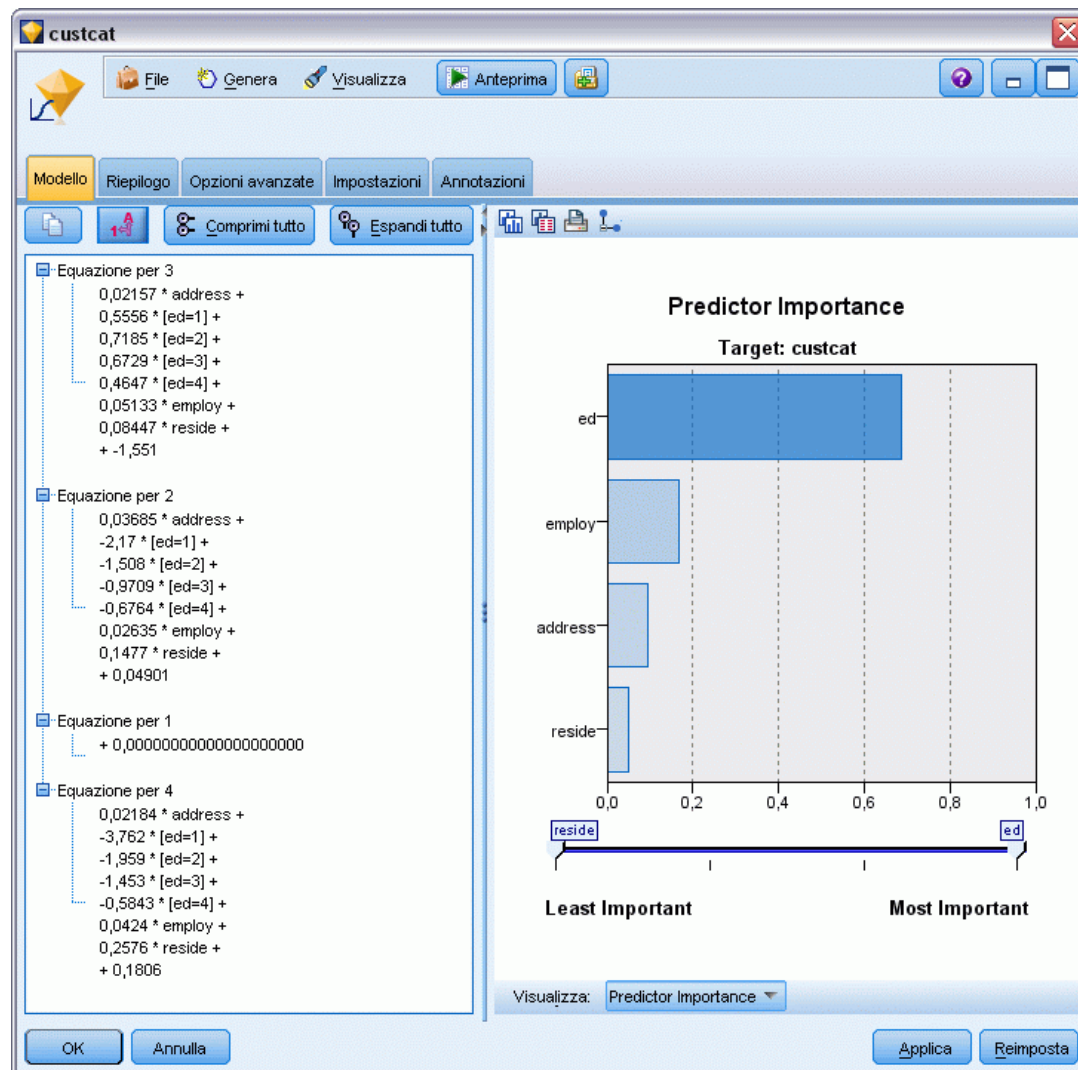 custcat
File Genera Visualizza Anteprima
Modello Riepilogo Opzioni avanzate Impostazioni Annotazioni
Comprimi tutto Espandi tutto
Equazione per 3
0,02157 * address +
0,5556 * [ed=1] +
0,7185 * [ed=2] +
0,6729 * [ed=3] +
0,4647 * [ed=4] +
0,05133 * employ +
0,08447 * reside +
+ -1,551
Equazione per 2
0,03685 * address +
-2,17 * [ed=1] +
-1,508 * [ed=2] +
-0,9709 * [ed=3] +
-0,6764 * [ed=4] +
0,02635 * employ +
0,1477 * reside +
+ 0,04901
Equazione per 1
+ 0,00000000000000000000
Equazione per 4
0,02184 * address +
-3,762 * [ed=1] +
-1,959 * [ed=2] +
-1,453 * [ed=3] +
-0,5843 * [ed=4] +
0,0424 * employ +
0,2576 * reside +
+ 0,1806
Predictor Importance
Target: custcat
ed
employ
address
reside
0,0 0,2 0,4 0,6 0,8 1,0
reside ed
Least Important Most Important
Visualizza: Predictor Importance
OK Annulla Applica Reimposta